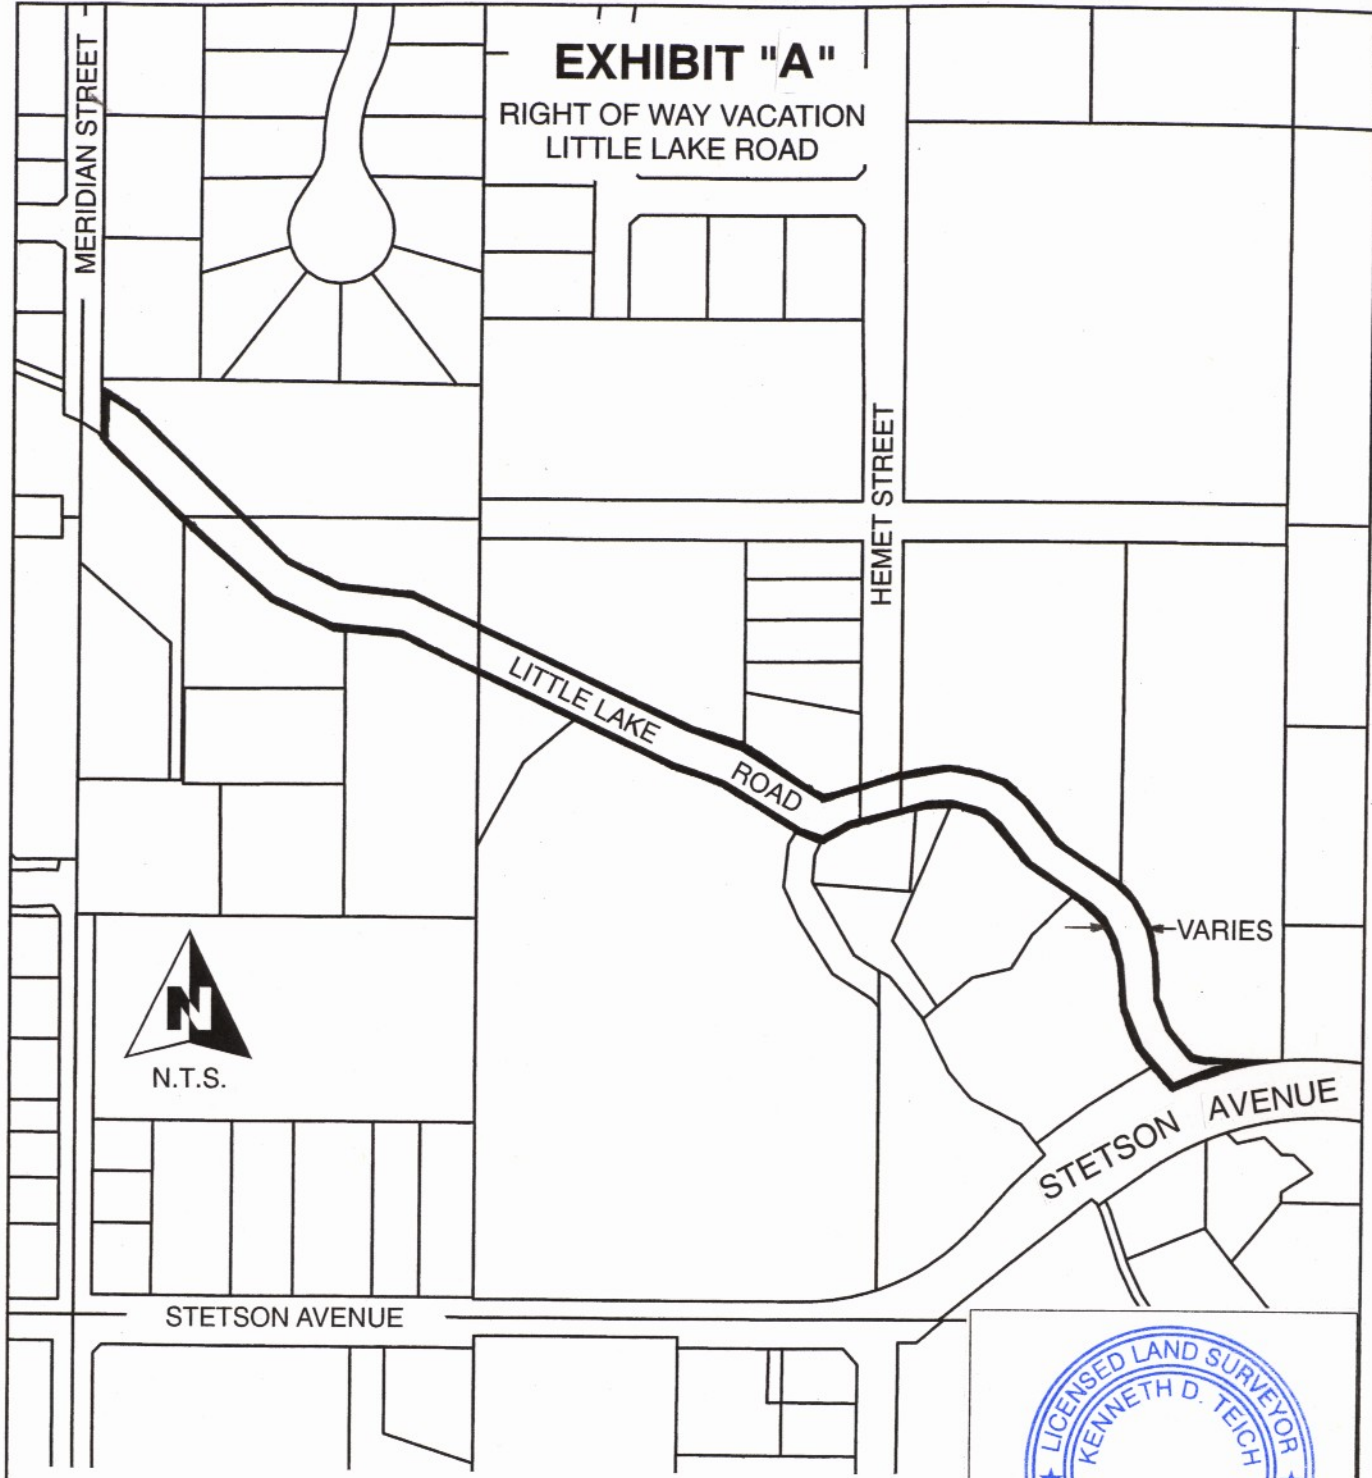 EXHIBIT "A"
RIGHT OF WAY VACATION
LITTLE LAKE ROAD
MERIDIAN STREET
HEMET STREET
LITTLE LAKE
ROAD
VARIES
N
N.T.S.
STETSON AVENUE
STETSON AVENUE
LICENSED LAND SURVEYOR
KENNETH D. TEICH